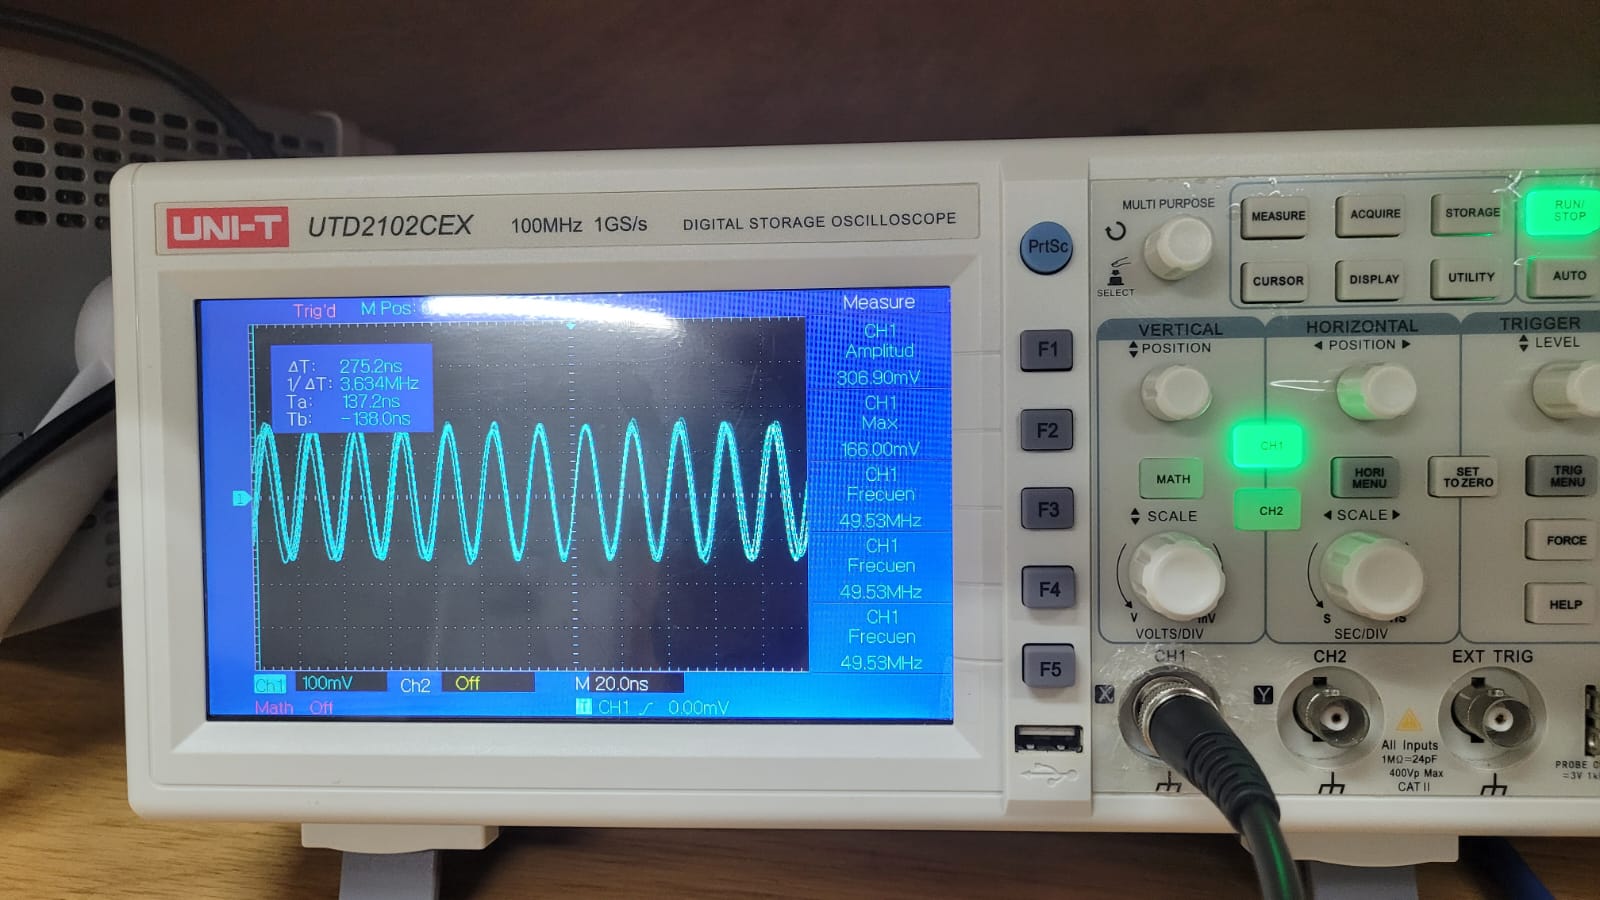 UNI-T UTD2102CEX 100MHz 1GS/s DIGITAL STORAGE OSCILLOSCOPE
Trig'd M Pos:
ΔT: 275.2ns
1/ΔT: 3.634MHz
Ta: 137.2ns
Tb: -138.0ns
Measure
CH1
Amplitud
306.90mV
CH1
Max
166.00mV
CH1
Frecuen
49.53MHz
CH1
Frecuen
49.53MHz
CH1
Frecuen
49.53MHz
1
Ch1 100mV Ch2 Off M 20.0ns
Math Off CH1 0.00mV
PrtSc
F1
F2
F3
F4
F5
MULTI PURPOSE
SELECT
MEASURE ACQUIRE STORAGE RUN/
STOP
CURSOR DISPLAY UTILITY AUTO
VERTICAL HORIZONTAL TRIGGER
POSITION POSITION LEVEL
CH1
MATH HORI
MENU SET
TO ZERO TRIG
MENU
CH2
SCALE SCALE FORCE
V mV S nS HELP
VOLTS/DIV SEC/DIV
CH1 CH2 EXT TRIG
X Y
All Inputs
1MΩ=24pF
400Vp Max
CAT II
PROBE